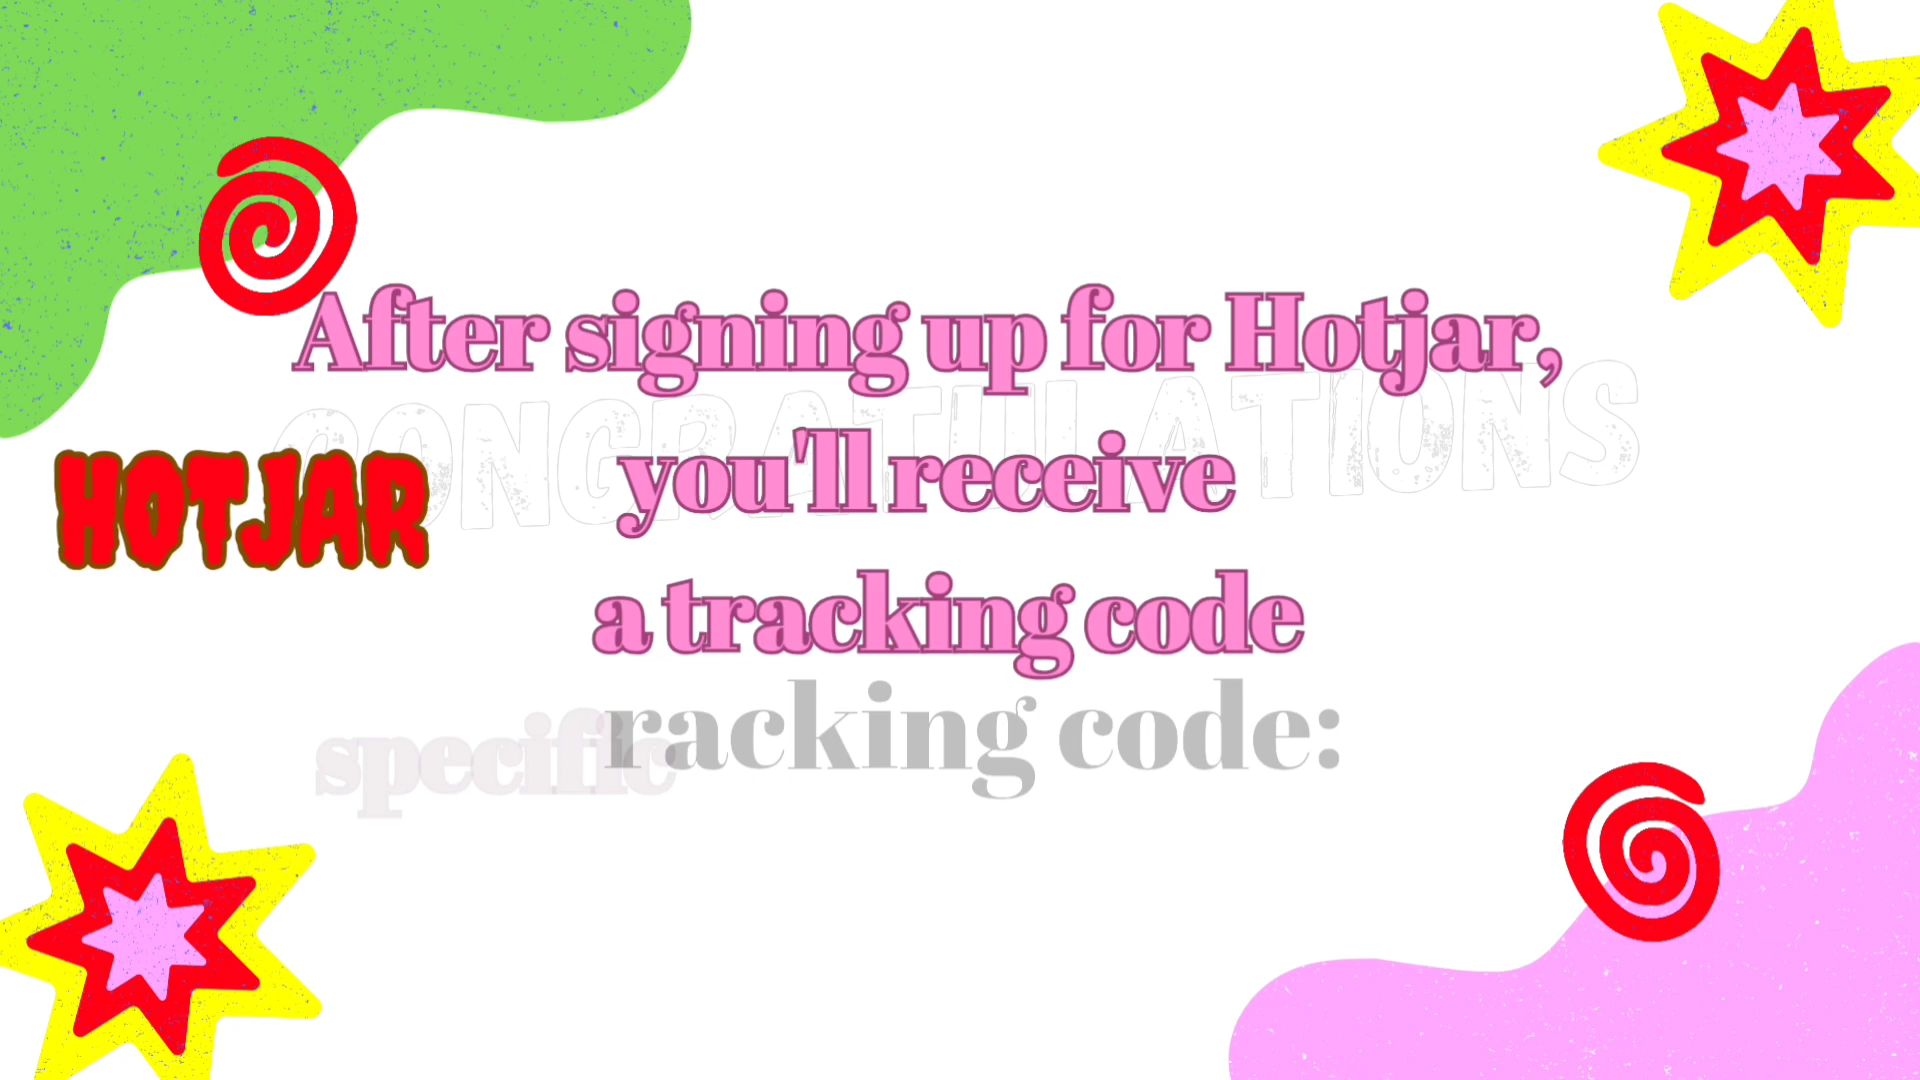 After signing up for Hotjar,
CONGRATULATIONS
HOTJAR
you'll receive
a tracking code
racking code:
specific